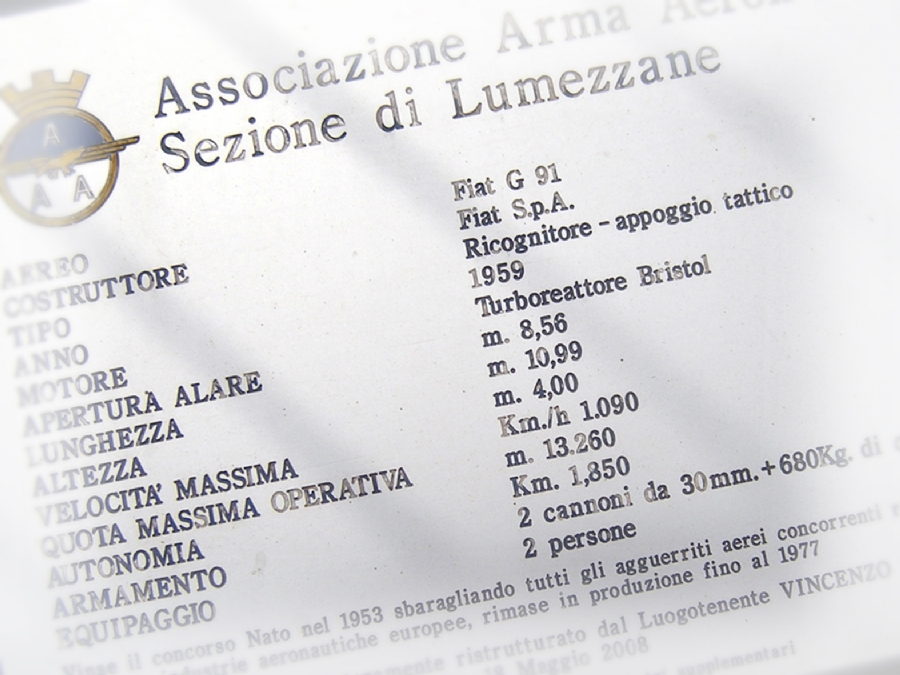 Associazione Arma
Sezione di Lumezzane
A
A A
AEREO Fiat G 91
COSTRUTTORE Fiat S.p.A.
TIPO Ricognitore - appoggio tattico
ANNO 1959
MOTORE Turboreattore Bristol
APERTURA ALARE m. 8,56
LUNGHEZZA m. 10,99
ALTEZZA m. 4,00
VELOCITA' MASSIMA Km./h 1.090
QUOTA MASSIMA OPERATIVA m. 13.260
AUTONOMIA Km. 1,850
ARMAMENTO 2 cannoni da 30mm.+680Kg. di
EQUIPAGGIO 2 persone
Vinse il concorso Nato nel 1953 sbaragliando tutti gli agguerriti aerei concorrenti
industrie aeronautiche europee, rimase in produzione fino al 1977
ristrutturato dal Luogotenente VINCENZO
18 Maggio 2008
supplementari